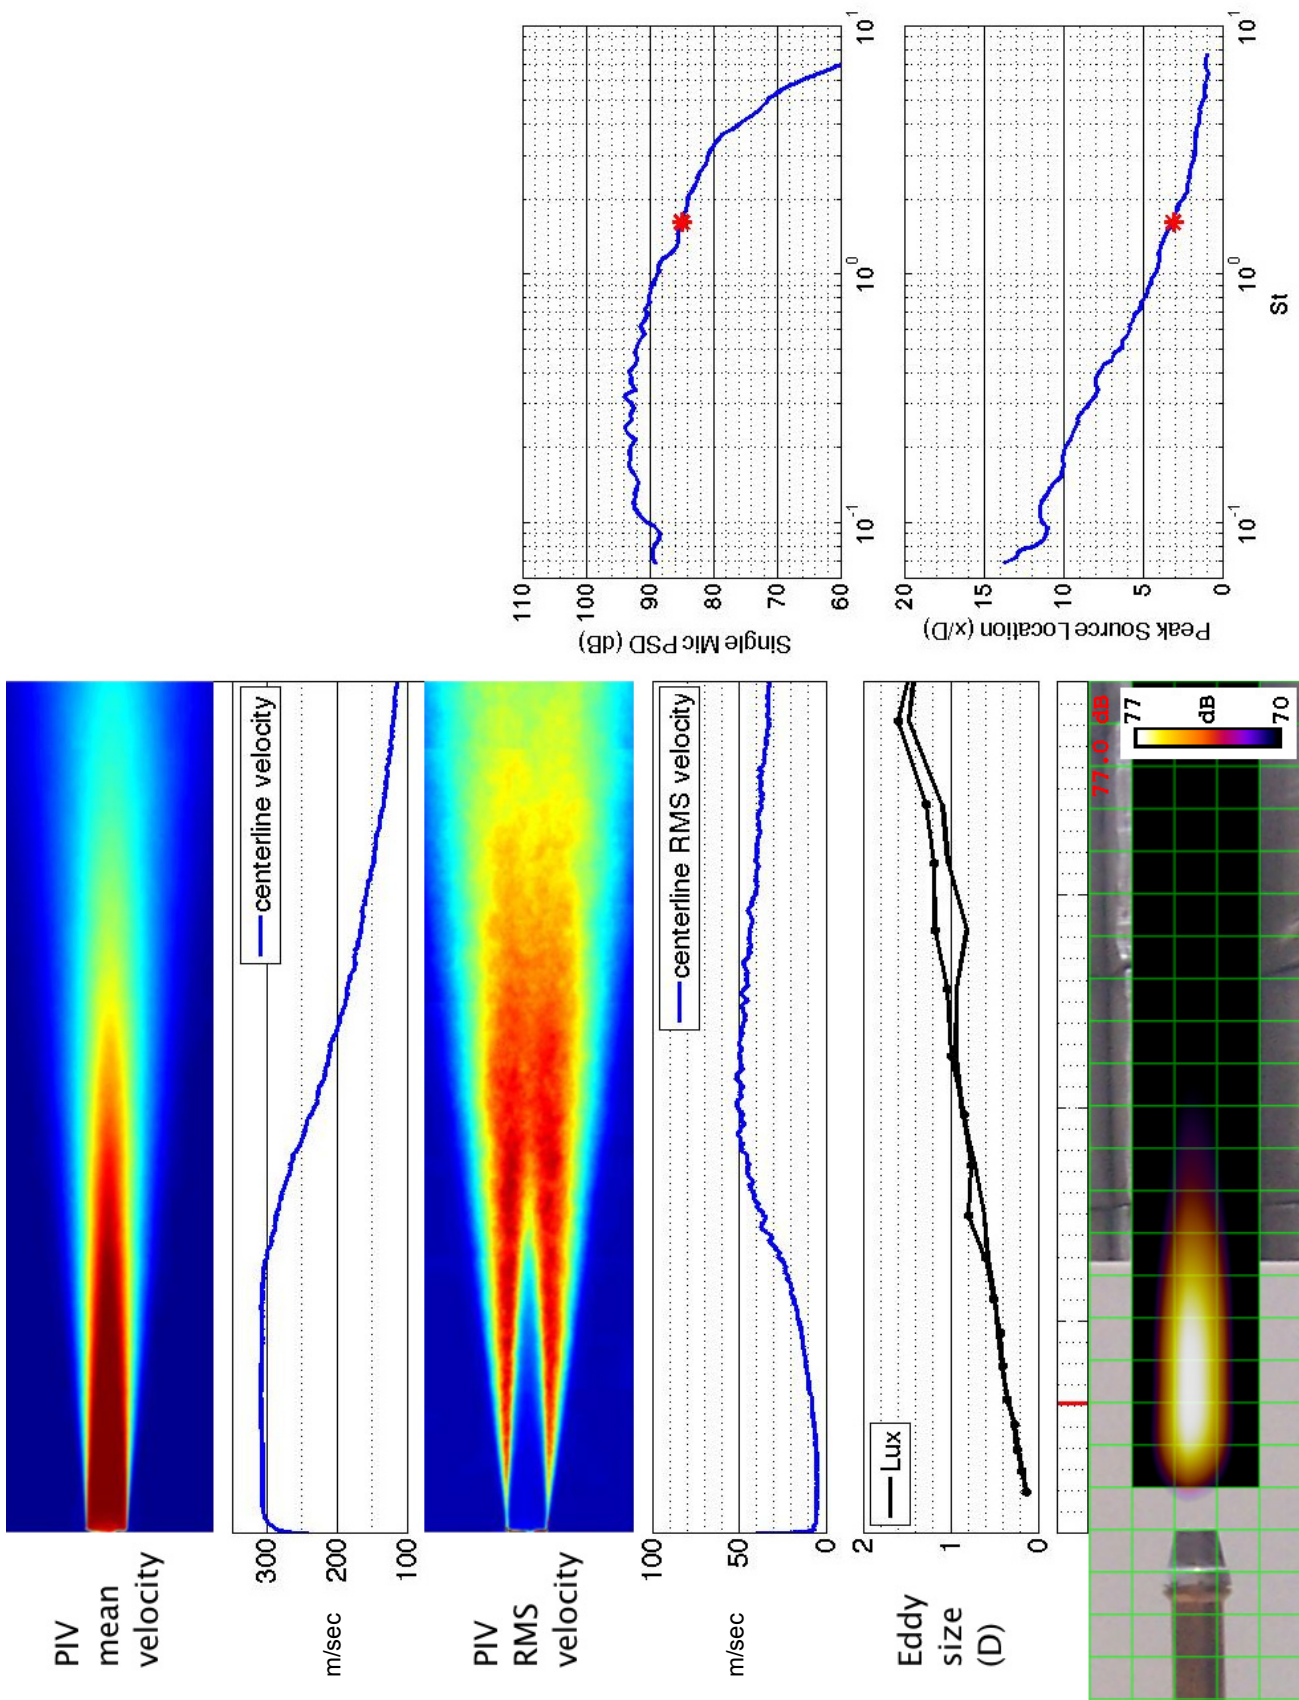 PIV
mean
velocity
300
200
100
m/sec
centerline velocity
PIV
RMS
velocity
100
50
0
m/sec
centerline RMS velocity
Eddy
size
(D)
2
1
0
Lux
77.0 dB
77
dB
70
110
100
90
80
70
60
Single Mic PSD (dB)
10^-1
10^0
10^1
20
15
10
5
0
Peak Source Location (x/D)
10^-1
10^0
10^1
St